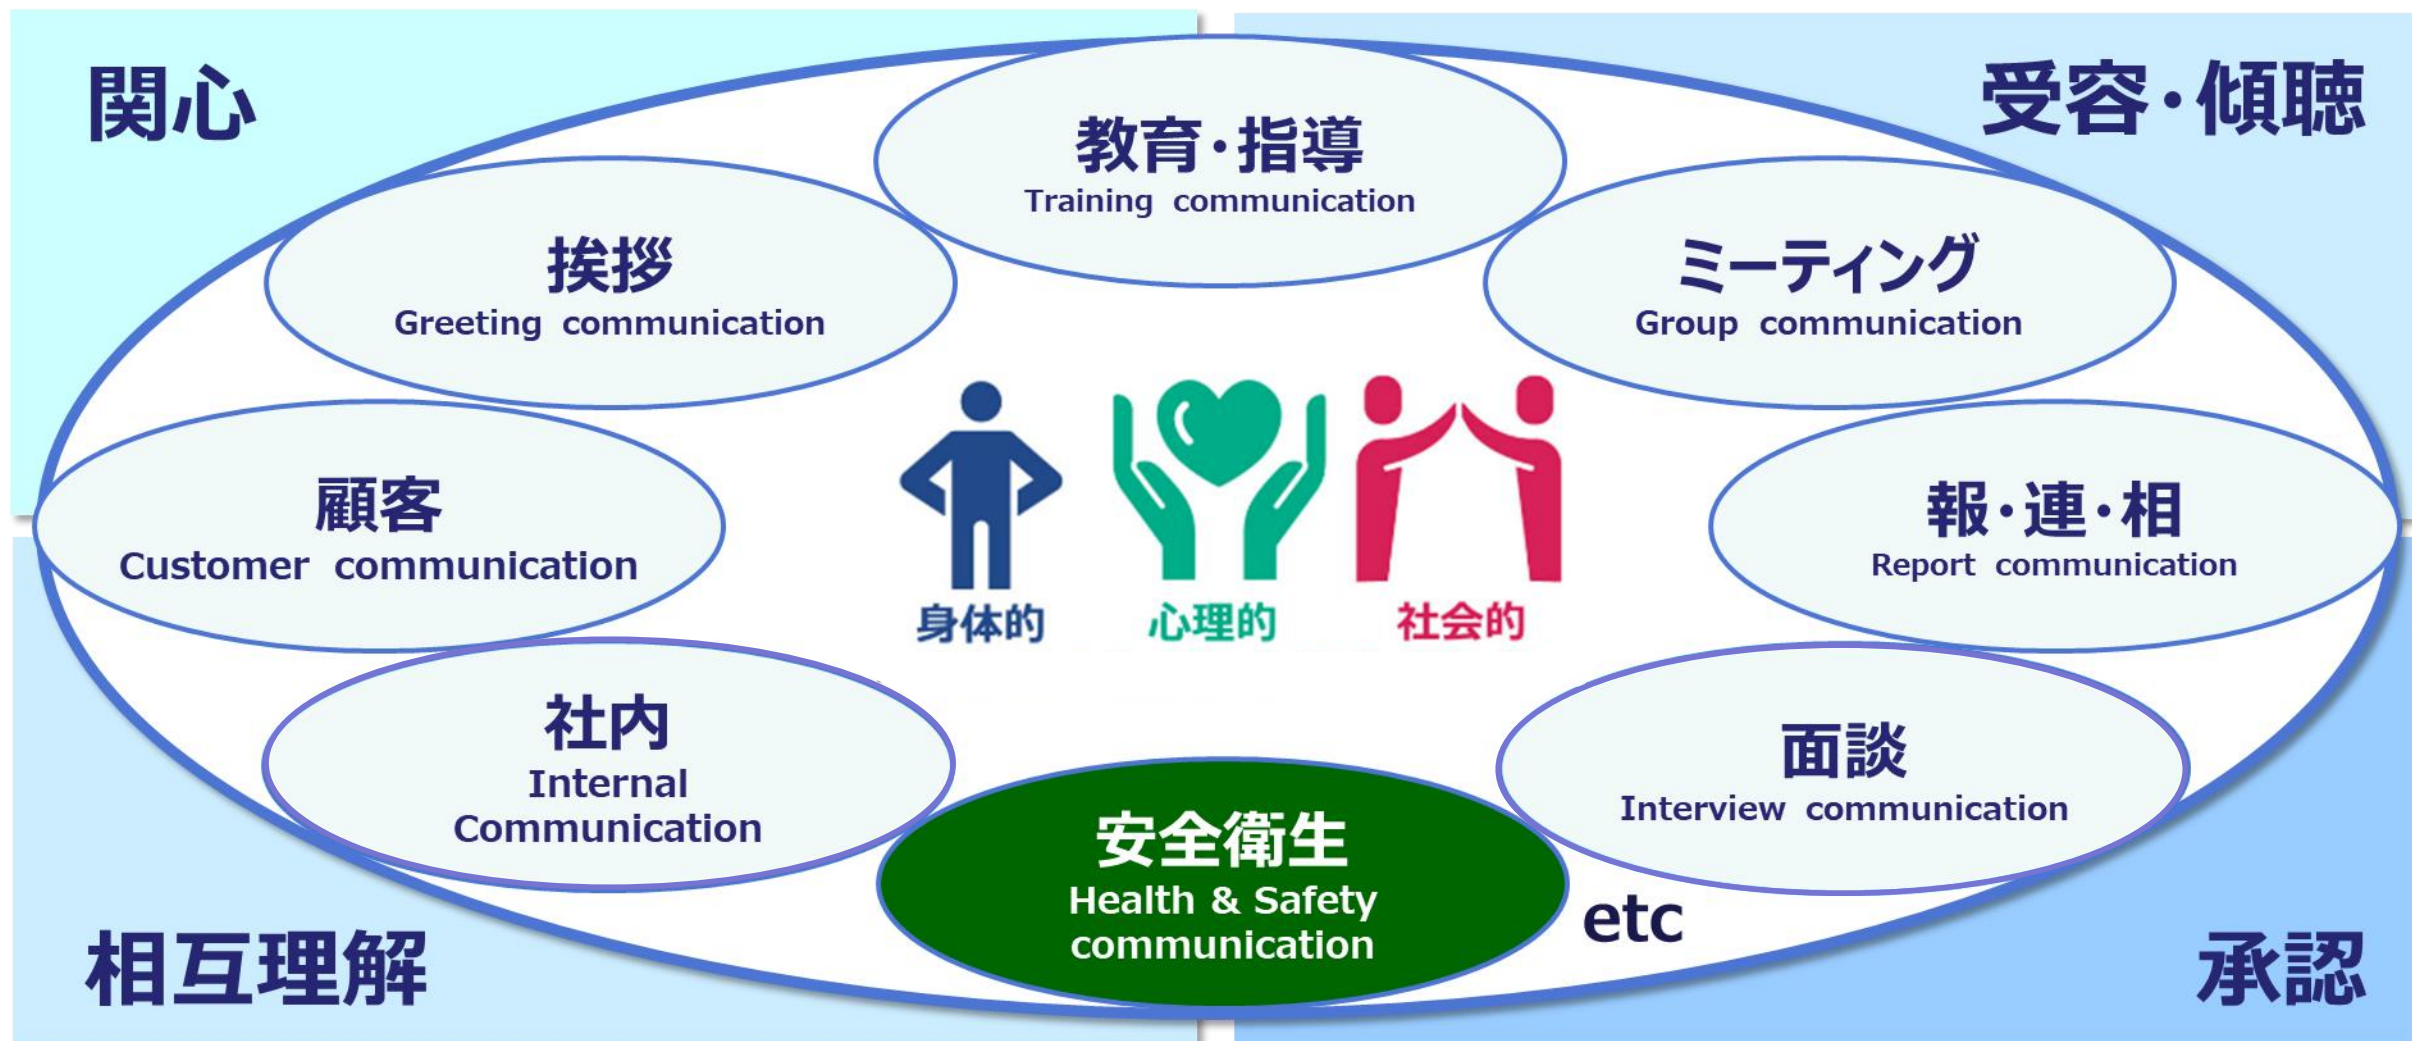 関心
受容・傾聴
教育・指導
Training communication
挨拶
Greeting communication
ミーティング
Group communication
顧客
Customer communication
報・連・相
Report communication
身体的
心理的
社会的
社内
Internal
Communication
面談
Interview communication
安全衛生
Health & Safety
communication
etc
相互理解
承認